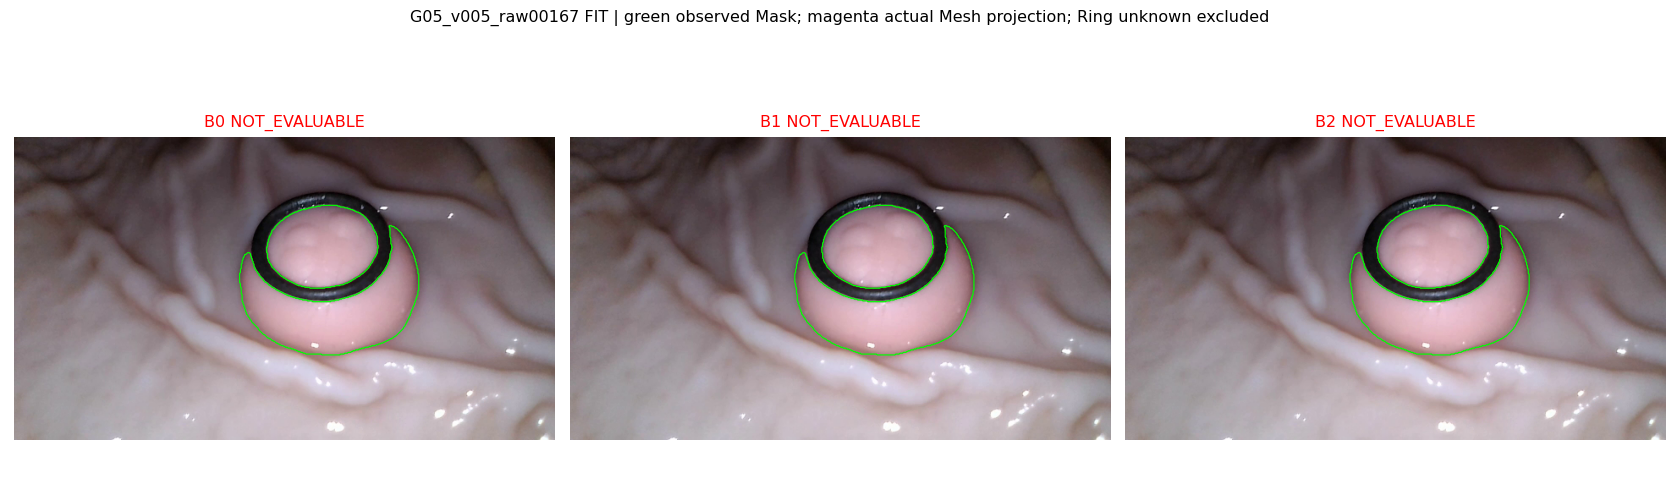 G05_v005_raw00167 FIT | green observed Mask; magenta actual Mesh projection; Ring unknown excluded
B0 NOT_EVALUABLE
B1 NOT_EVALUABLE
B2 NOT_EVALUABLE